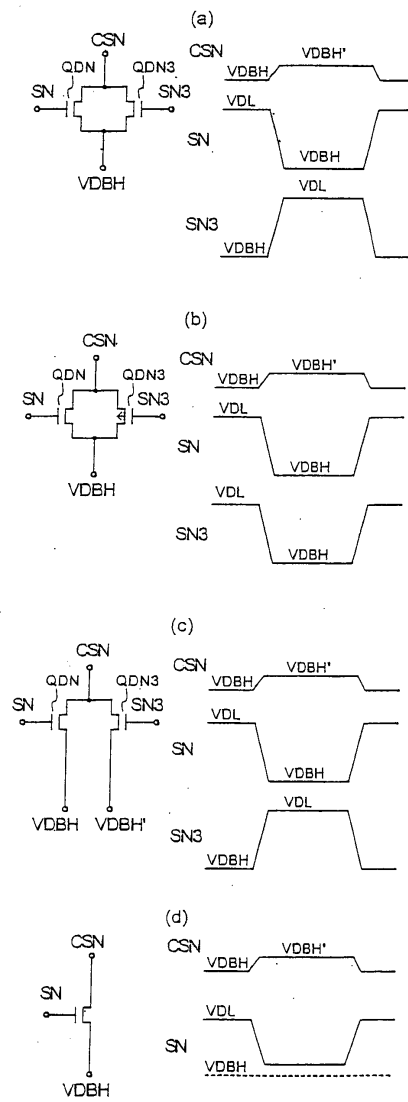 (a)
CSN
QDN
QDN3
SN
SN3
VDBH
CSN
VDBH
VDBH'
VDL
SN
VDBH
VDL
SN3
VDBH
(b)
CSN
QDN
QDN3
SN
SN3
VDBH
CSN
VDBH
VDBH'
VDL
SN
VDBH
VDL
SN3
VDBH
(c)
CSN
QDN
QDN3
SN
SN3
VDBH
VDBH'
CSN
VDBH
VDBH'
VDL
SN
VDBH
VDL
SN3
VDBH
(d)
CSN
SN
VDBH
CSN
VDBH
VDBH'
VDL
SN
VDBH